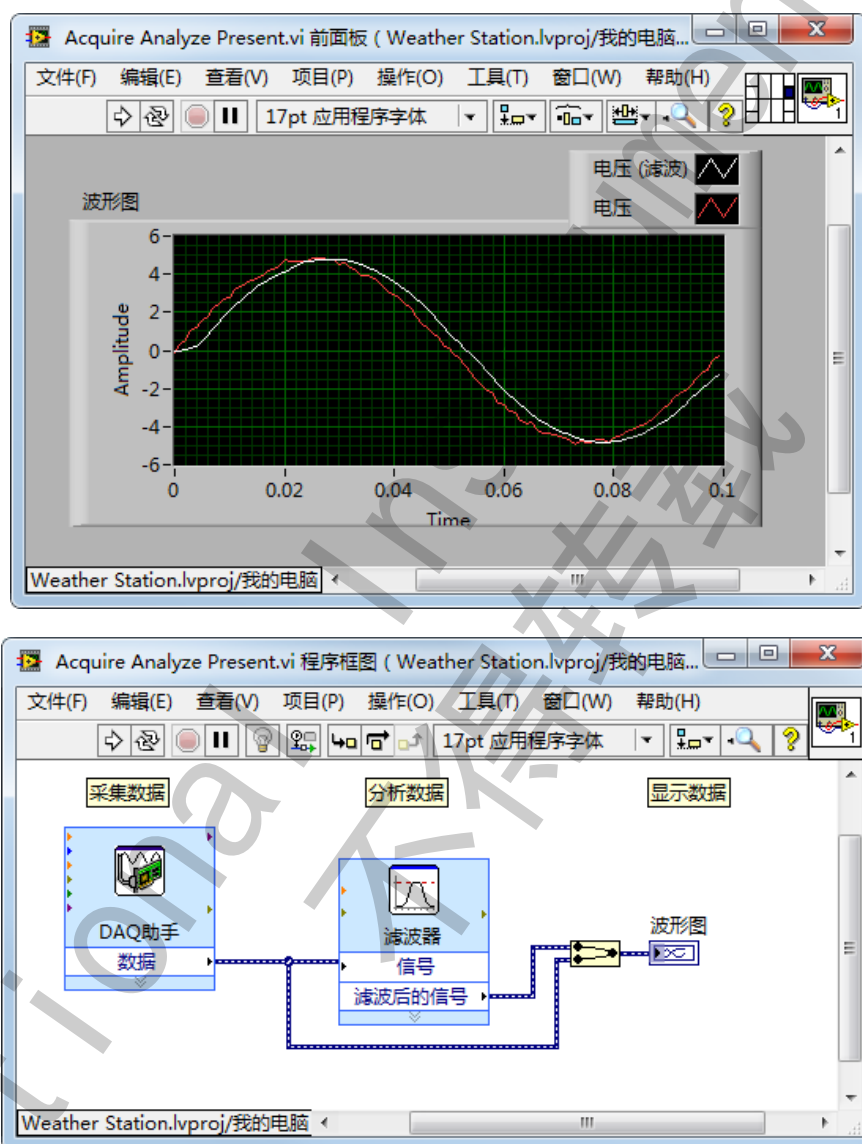 Acquire Analyze Present.vi 前面板 ( Weather Station.lvproj/我的电脑...
文件(F) 编辑(E) 查看(V) 项目(P) 操作(O) 工具(T) 窗口(W) 帮助(H)
17pt 应用程序字体
1
电压 (滤波)
波形图
电压
6
4
2
0
-2
-4
-6
Amplitude
0 0.02 0.04 0.06 0.08 0.1
Time
Weather Station.lvproj/我的电脑
Acquire Analyze Present.vi 程序框图 ( Weather Station.lvproj/我的电脑...
文件(F) 编辑(E) 查看(V) 项目(P) 操作(O) 工具(T) 窗口(W) 帮助(H)
17pt 应用程序字体
1
采集数据 分析数据 显示数据
DAQ助手
数据
滤波器
信号
滤波后的信号
波形图
Weather Station.lvproj/我的电脑
不得转载